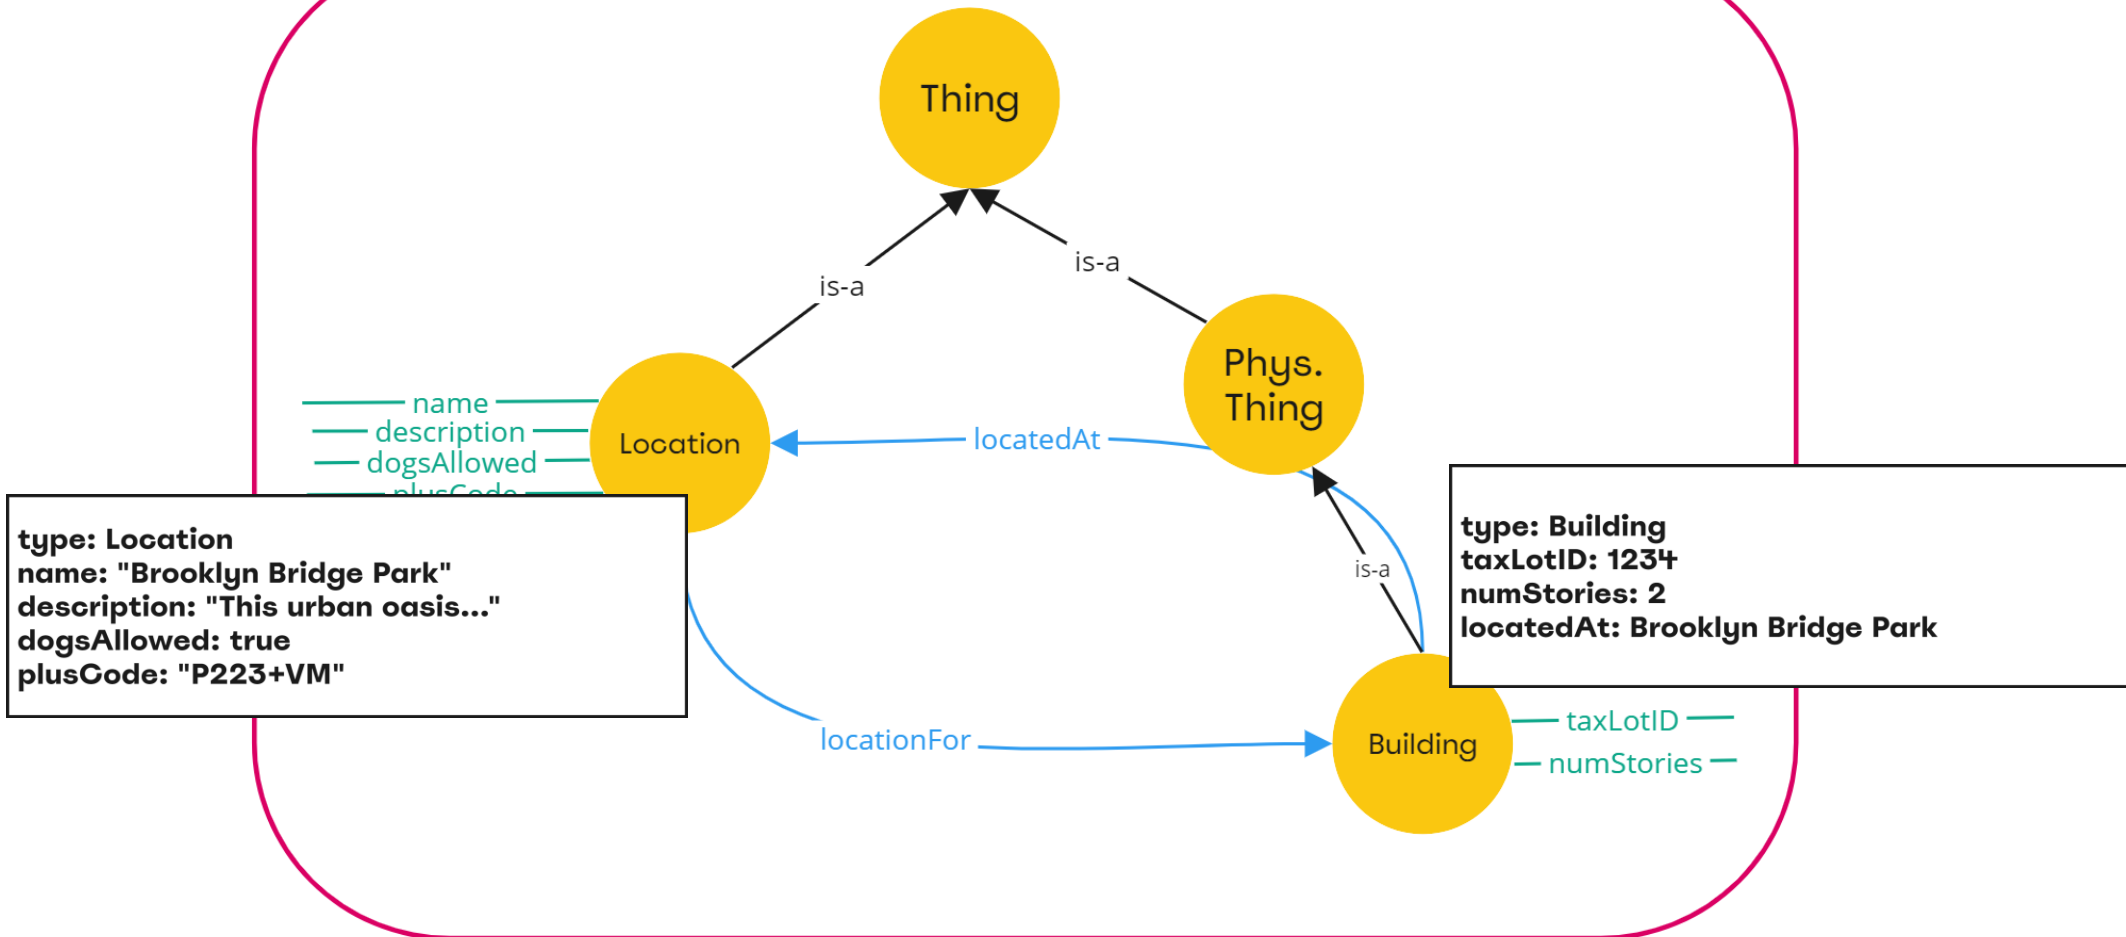 Thing
is-a
is-a
Phys.
Thing
name
description
dogsAllowed
plusCode
Location
locatedAt
type: Location
name: "Brooklyn Bridge Park"
description: "This urban oasis..."
dogsAllowed: true
plusCode: "P223+VM"
is-a
type: Building
taxLotID: 1234
numStories: 2
locatedAt: Brooklyn Bridge Park
locationFor
Building
taxLotID
numStories